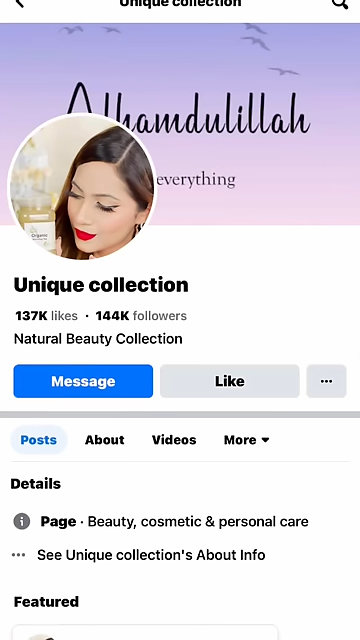 Unique collection
Alhamdulillah
everything
Organic
Unique collection
137K likes · 144K followers
Natural Beauty Collection
Message
Like
Posts
About
Videos
More
Details
Page · Beauty, cosmetic & personal care
See Unique collection's About Info
Featured